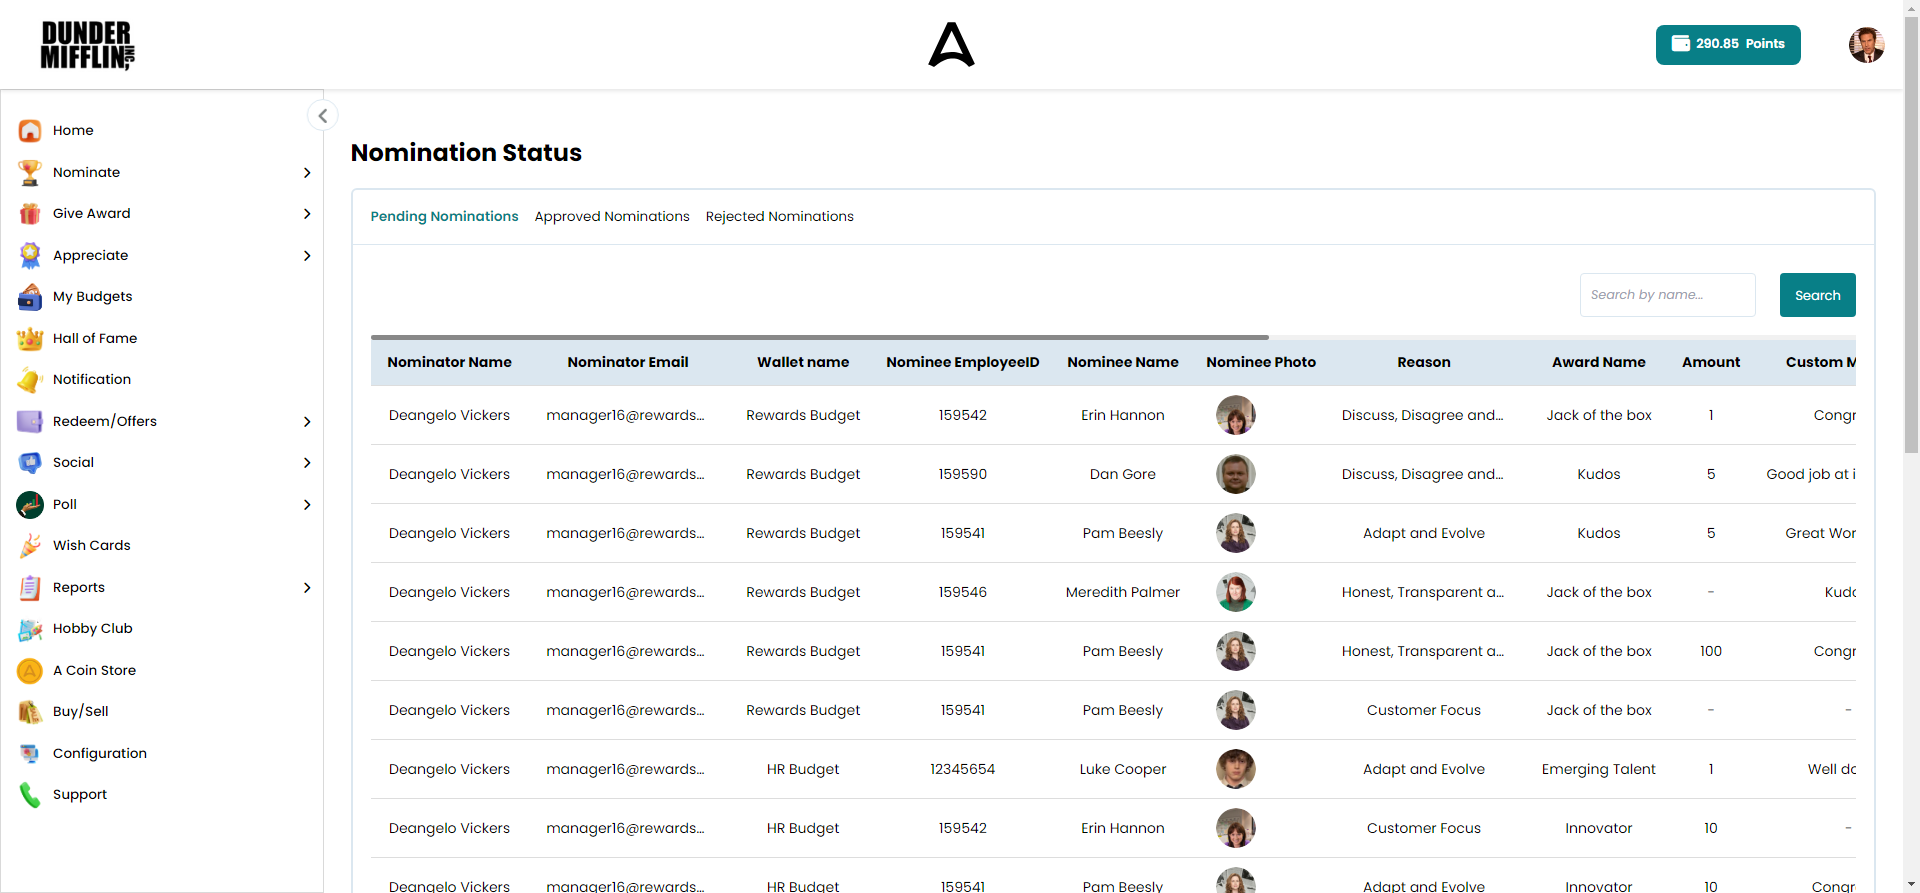 DUNDER
MIFFLIN INC,
290.85 Points
Home
Nominate
Give Award
Appreciate
My Budgets
Hall of Fame
Notification
Redeem/Offers
Social
Poll
Wish Cards
Reports
Hobby Club
A Coin Store
Buy/Sell
Configuration
Support
Nomination Status
Pending Nominations Approved Nominations Rejected Nominations
Search by name... Search
Nominator Name Nominator Email Wallet name Nominee EmployeeID Nominee Name Nominee Photo Reason Award Name Amount Custom M
Deangelo Vickers manager16@rewards... Rewards Budget 159542 Erin Hannon Discuss, Disagree and... Jack of the box 1 Congr
Deangelo Vickers manager16@rewards... Rewards Budget 159590 Dan Gore Discuss, Disagree and... Kudos 5 Good job at i
Deangelo Vickers manager16@rewards... Rewards Budget 159541 Pam Beesly Adapt and Evolve Kudos 5 Great Wor
Deangelo Vickers manager16@rewards... Rewards Budget 159546 Meredith Palmer Honest, Transparent a... Jack of the box - Kudo
Deangelo Vickers manager16@rewards... Rewards Budget 159541 Pam Beesly Honest, Transparent a... Jack of the box 100 Congr
Deangelo Vickers manager16@rewards... Rewards Budget 159541 Pam Beesly Customer Focus Jack of the box - -
Deangelo Vickers manager16@rewards... HR Budget 12345654 Luke Cooper Adapt and Evolve Emerging Talent 1 Well do
Deangelo Vickers manager16@rewards... HR Budget 159542 Erin Hannon Customer Focus Innovator 10 -
Deangelo Vickers manager16@rewards... HR Budget 159541 Pam Beesly Adapt and Evolve Innovator 10 Congr